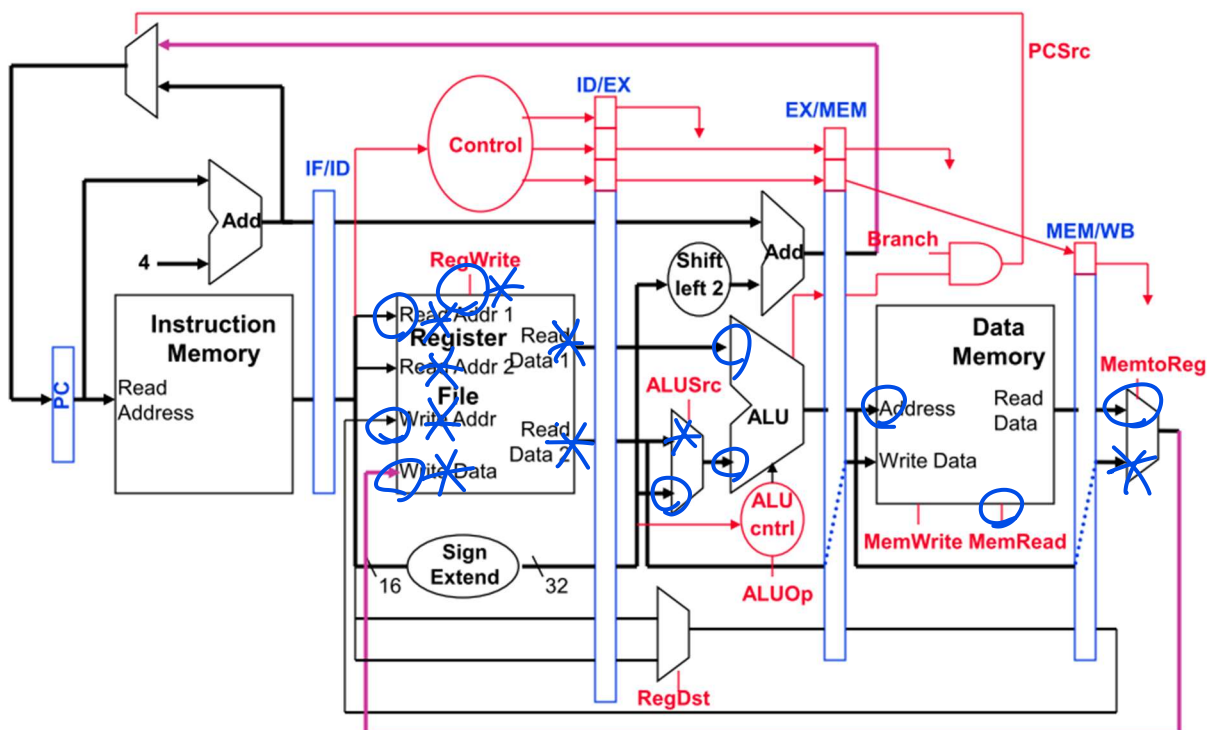 PCSrc
ID/EX
EX/MEM
Control
IF/ID
Add
4
RegWrite
Shift
left 2
Add
Branch
MEM/WB
Instruction
Memory
Read
Address
PC
Read Addr 1
Register
Read Addr 2
File
Write Addr
Write Data
Read
Data 1
Read
Data 2
ALUSrc
ALU
ALU
cntrl
ALUOp
Data
Memory
Address
Read
Data
Write Data
MemWrite MemRead
MemtoReg
Sign
Extend
16
32
RegDst